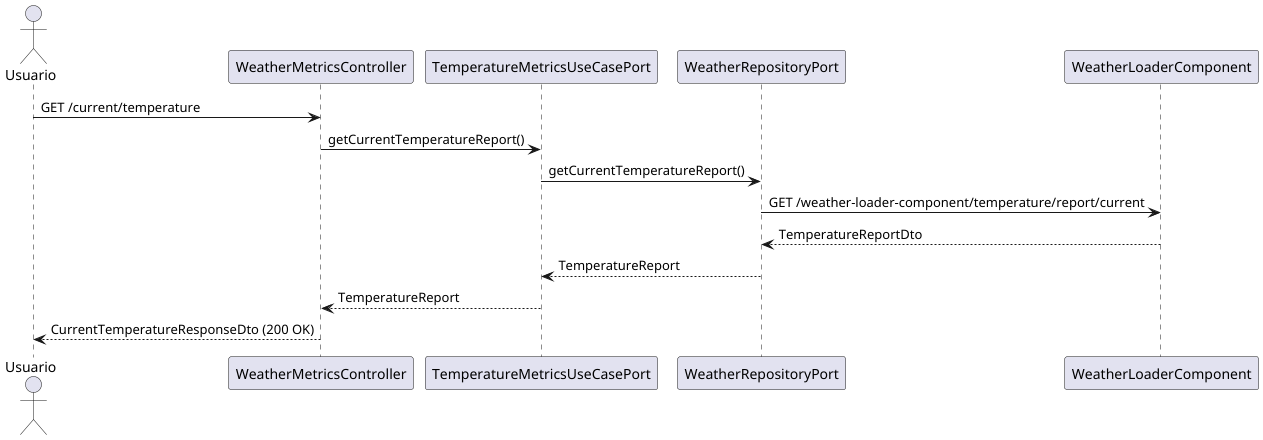 Usuario
WeatherMetricsController
TemperatureMetricsUseCasePort
WeatherRepositoryPort
WeatherLoaderComponent
GET /current/temperature
getCurrentTemperatureReport()
getCurrentTemperatureReport()
GET /weather-loader-component/temperature/report/current
TemperatureReportDto
TemperatureReport
TemperatureReport
CurrentTemperatureResponseDto (200 OK)
Usuario
WeatherMetricsController
TemperatureMetricsUseCasePort
WeatherRepositoryPort
WeatherLoaderComponent